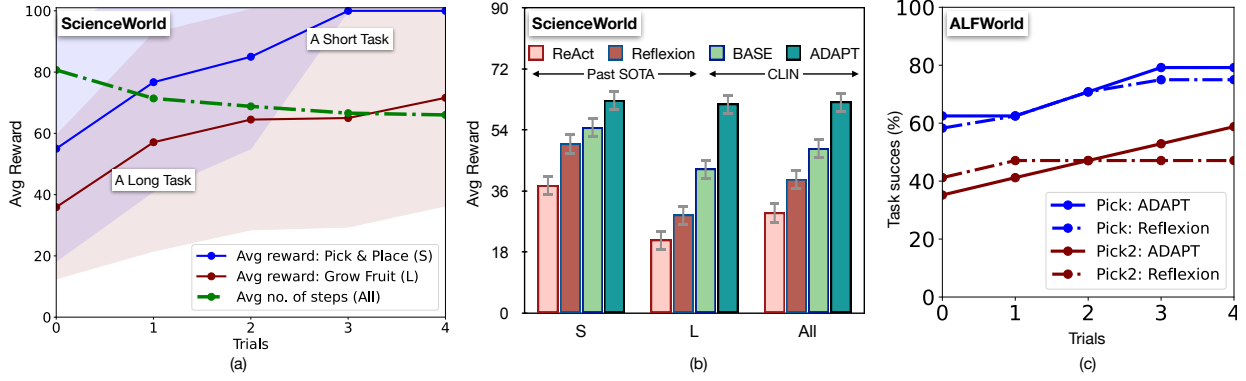 ScienceWorld
100
80
60
40
20
0
Avg Reward
A Short Task
A Long Task
Avg reward: Pick & Place (S)
Avg reward: Grow Fruit (L)
Avg no. of steps (All)
0 1 2 3 4
Trials
(a)
ScienceWorld
90
72
54
36
18
0
Avg Reward
ReAct Reflexion BASE ADAPT
Past SOTA CLIN
S L All
(b)
ALFWorld
100
80
60
40
20
0
Task succes (%)
Pick: ADAPT
Pick: Reflexion
Pick2: ADAPT
Pick2: Reflexion
0 1 2 3 4
Trials
(c)